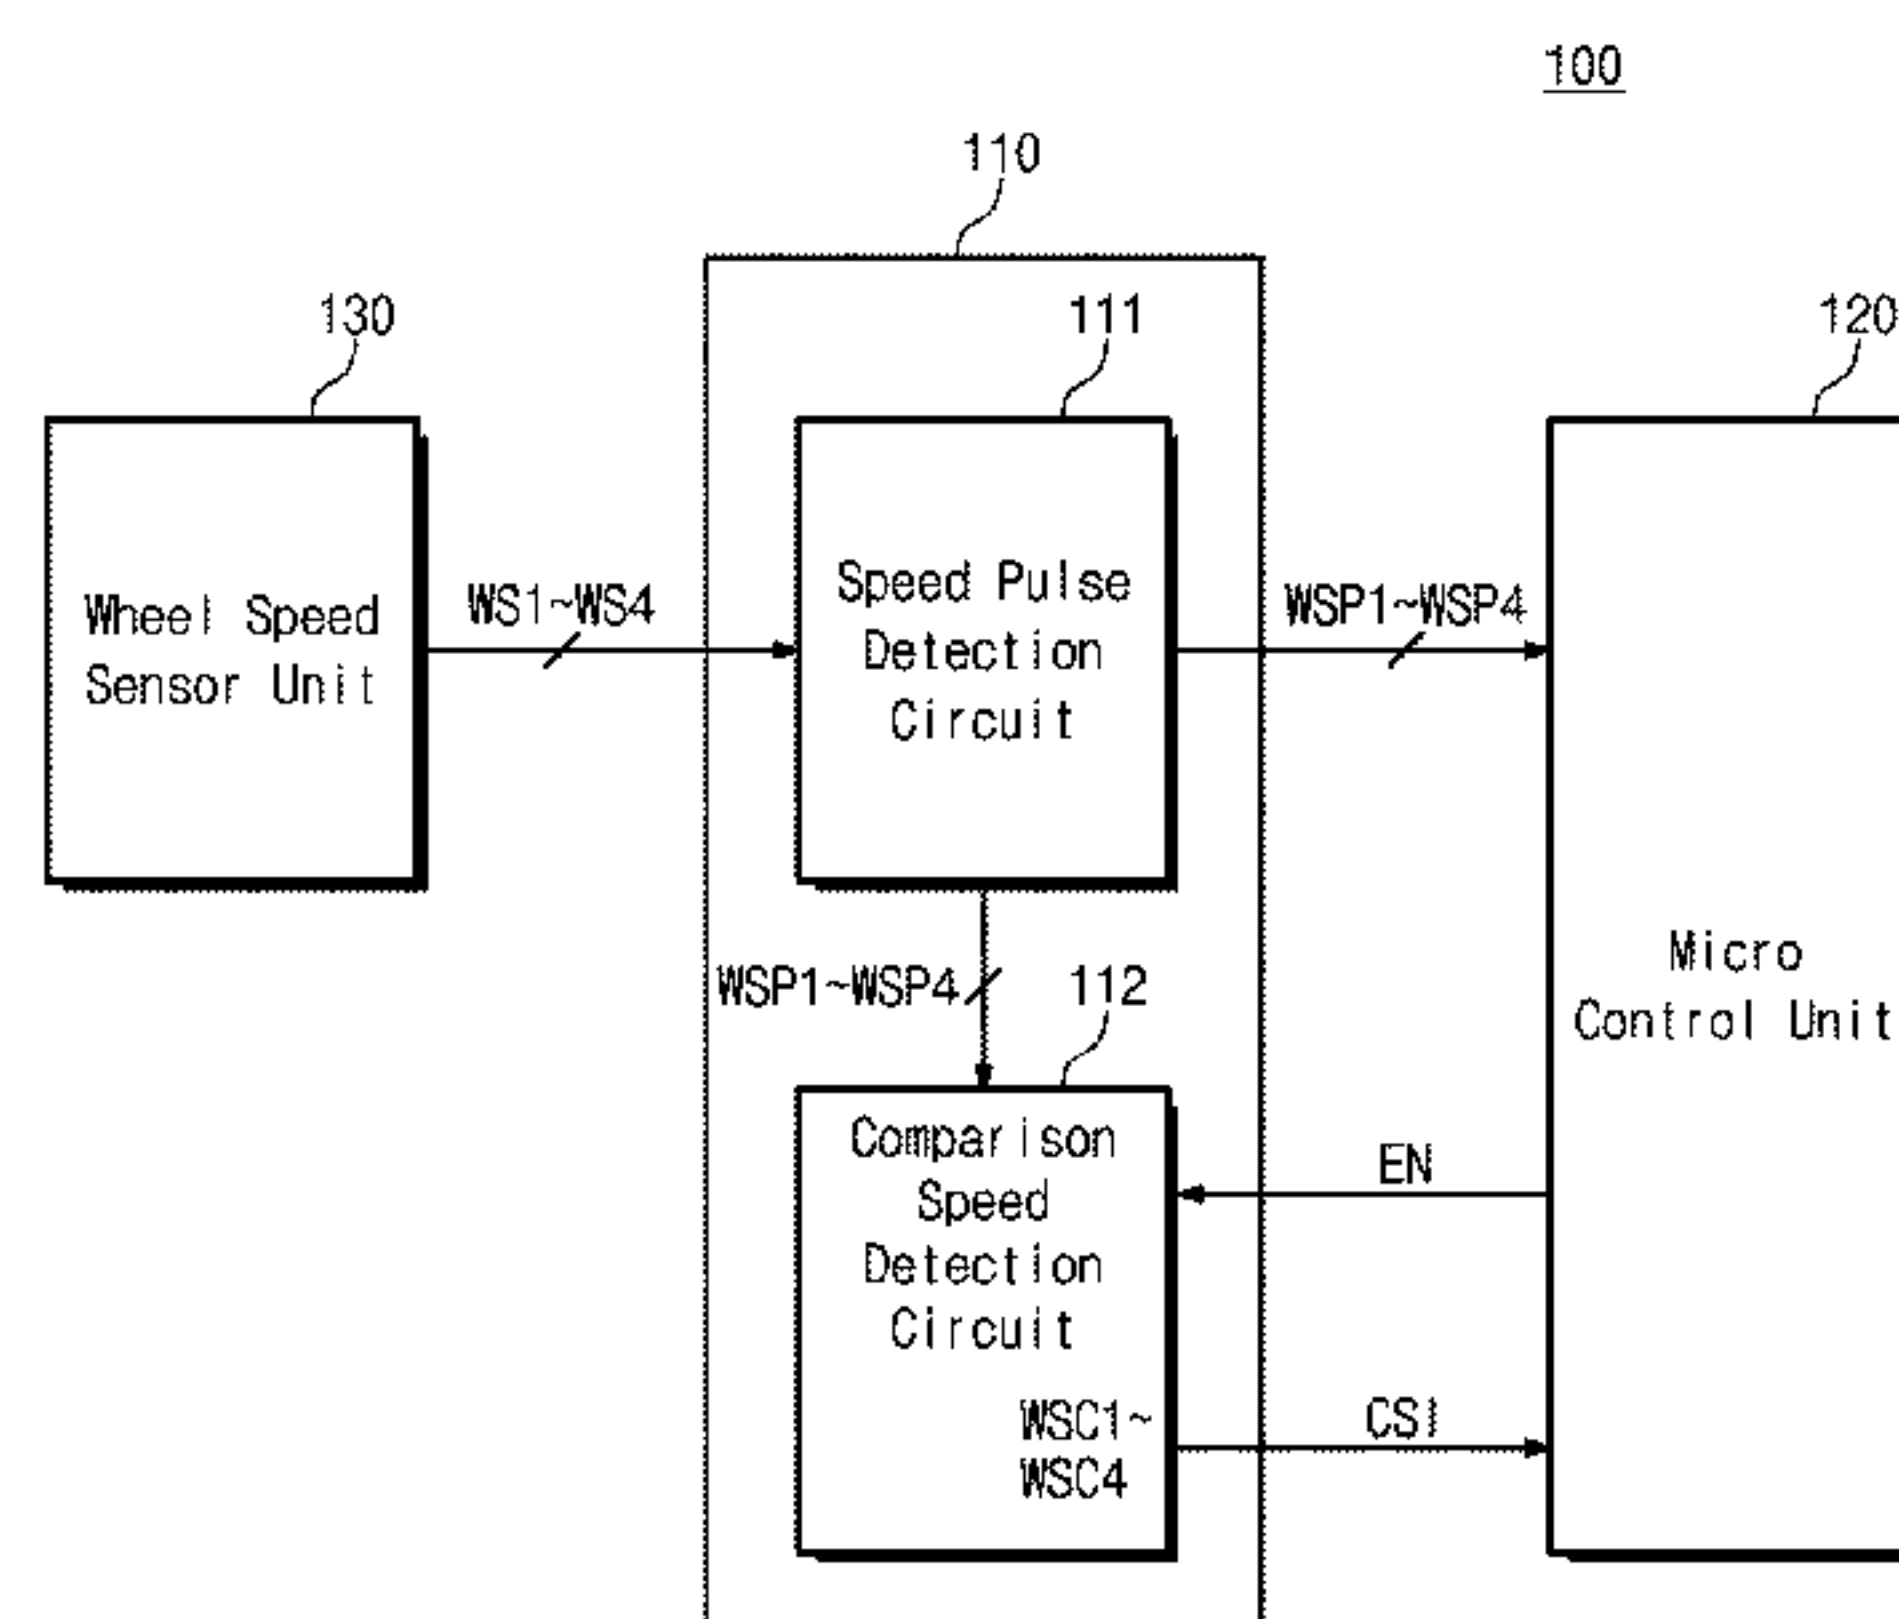 100
110
130
111
120
Wheel Speed
Sensor Unit
WS1~WS4
Speed Pulse
Detection
Circuit
WSP1~WSP4
Micro
Control Unit
WSP1~WSP4
112
Comparison
Speed
Detection
Circuit
WSC1~
WSC4
EN
CSI